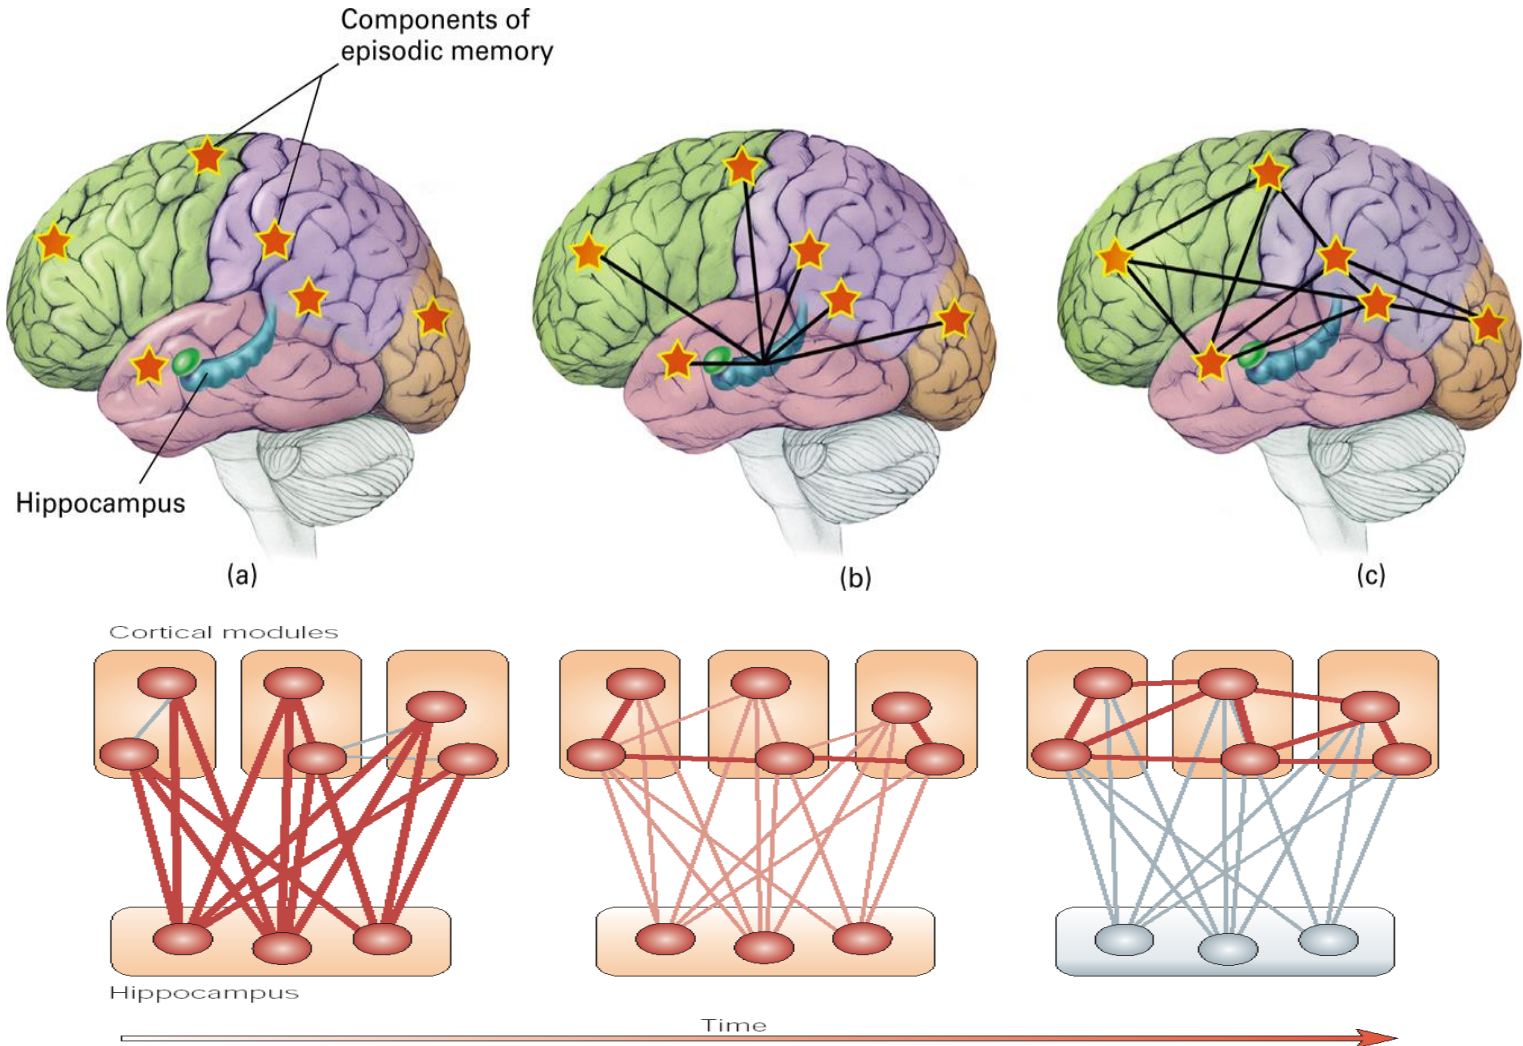 Components of
episodic memory
Hippocampus
(a)
(b)
(c)
Cortical modules
Hippocampus
Time